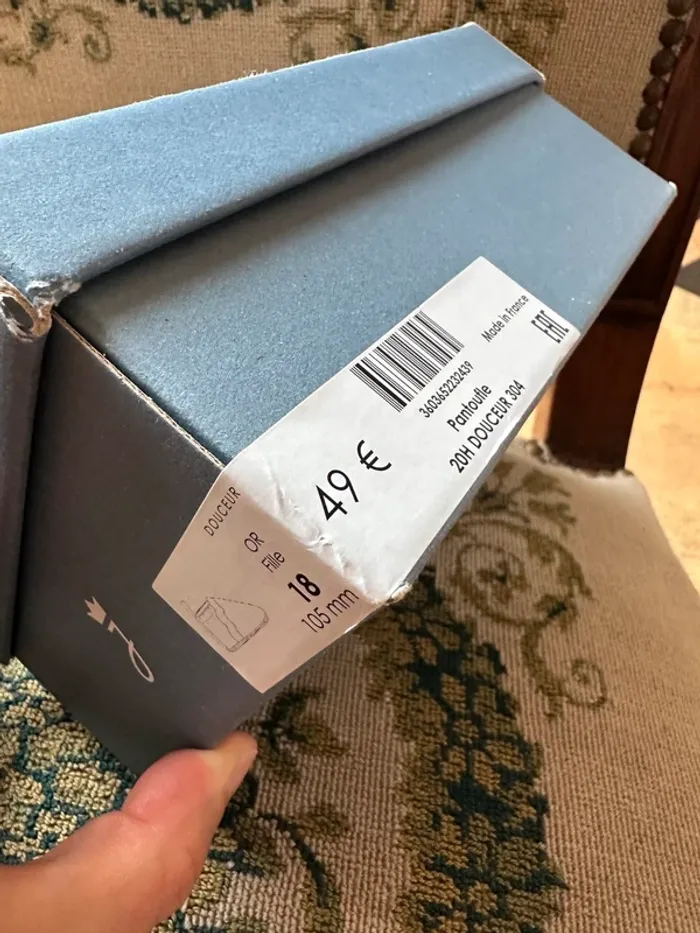 Made in France
EAC
3603652232439
Pantoufle
20H DOUCEUR 304
49 €
DOUCEUR
OR
Fille
18
105 mm